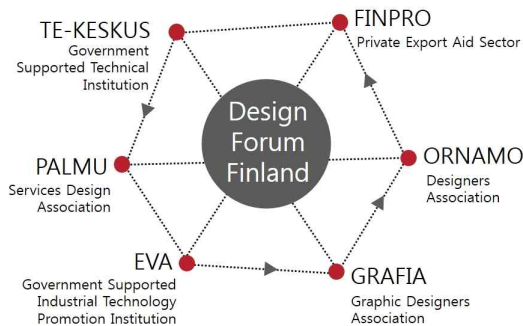 TE-KESKUS
Government
Supported Technical
Institution
FINPRO
Private Export Aid Sector
Design
Forum
Finland
PALMU
Services Design
Association
ORNAMO
Designers
Association
EVA
Government Supported
Industrial Technology
Promotion Institution
GRAFIA
Graphic Designers
Association